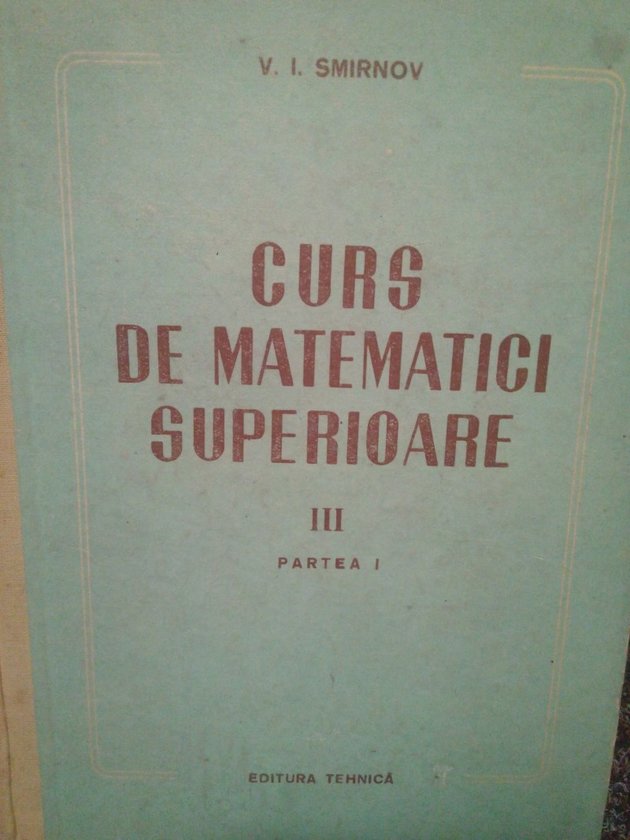 V. I. SMIRNOV
CURS
DE MATEMATICI
SUPERIOARE
III
PARTEA I
EDITURA TEHNICĂ